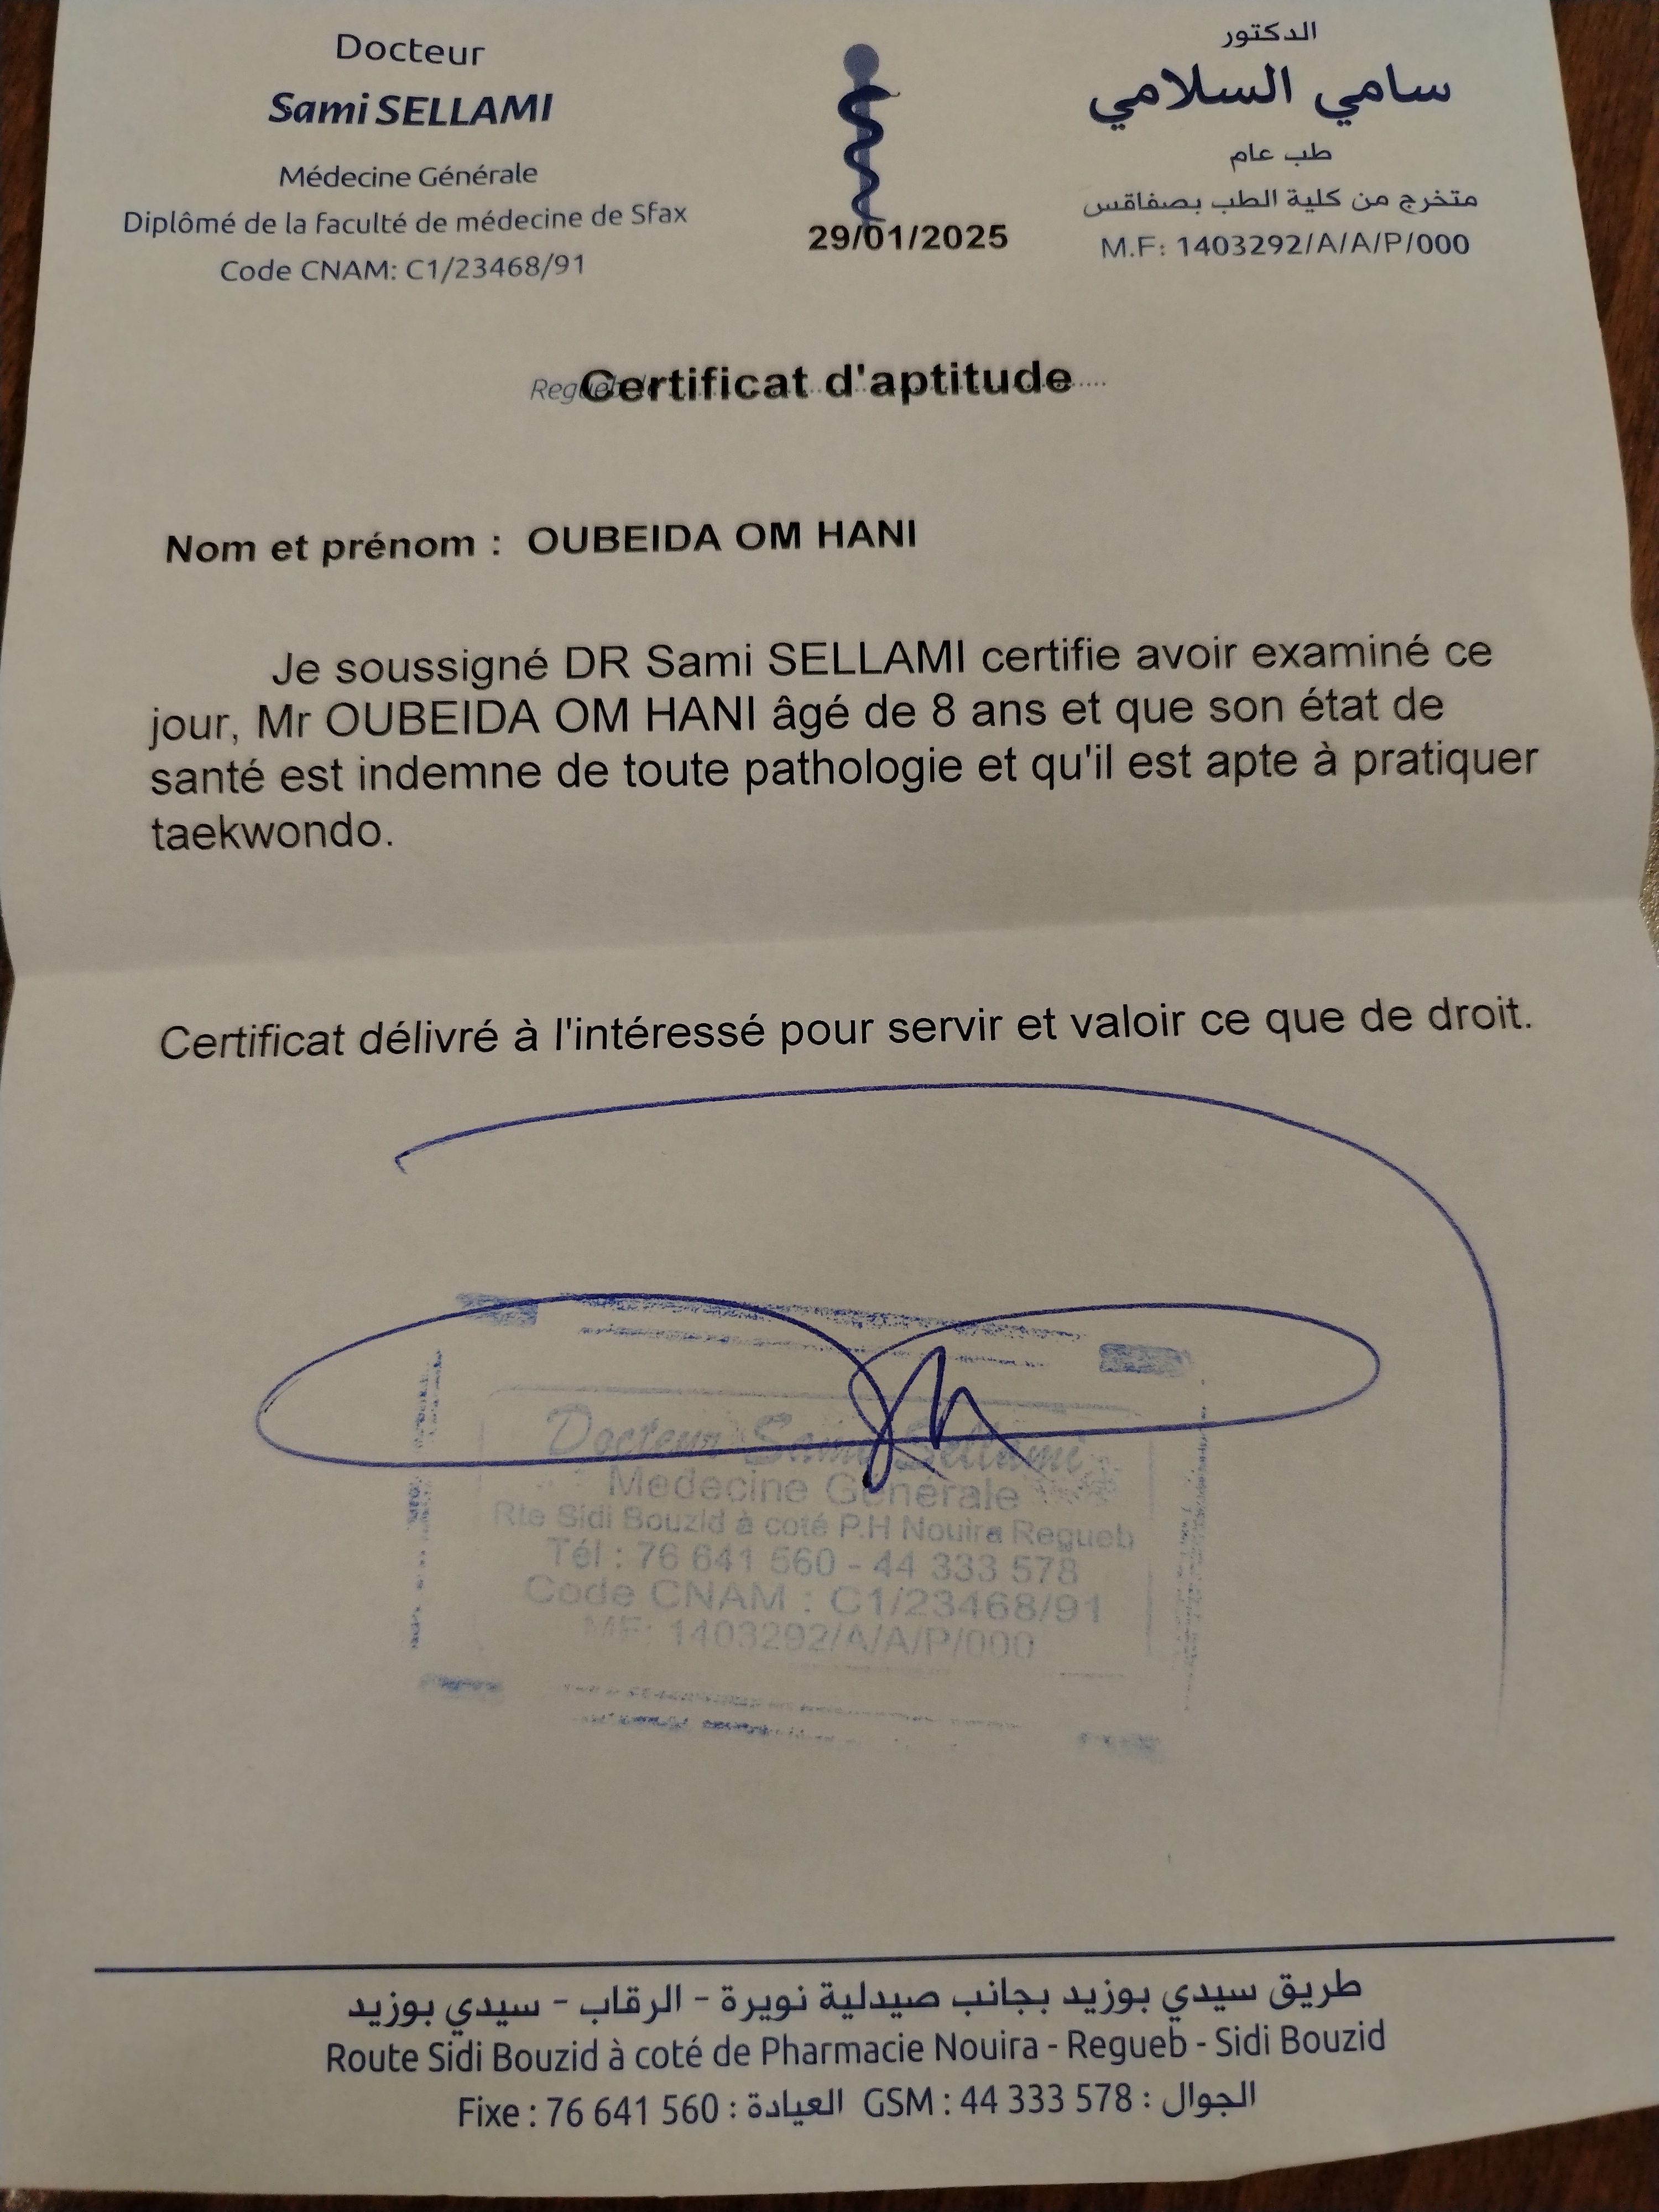 Docteur
Sami SELLAMI
Médecine Générale
Diplômé de la faculté de médecine de Sfax
Code CNAM: C1/23468/91
الدكتور
سامي السلامي
طب عام
متخرج من كلية الطب بصفاقس
M.F: 1403292/A/A/P/000
29/01/2025
Certificat d'aptitude
Nom et prénom : OUBEIDA OM HANI
Je soussigné DR Sami SELLAMI certifie avoir examiné ce
jour, Mr OUBEIDA OM HANI âgé de 8 ans et que son état de
santé est indemne de toute pathologie et qu'il est apte à pratiquer
taekwondo.
Certificat délivré à l'intéressé pour servir et valoir ce que de droit.
Docteur Sami Sellami
Medecine Générale
Rte Sidi Bouzid à coté P.H Nouira Regueb
Tél : 76 641 560 - 44 333 578
Code CNAM : C1/23468/91
MF: 1403292/A/A/P/000
طريق سيدي بوزيد بجانب صيدلية نويرة - الرقاب - سيدي بوزيد
Route Sidi Bouzid à coté de Pharmacie Nouira - Regueb - Sidi Bouzid
Fixe : 76 641 560 : العيادة GSM : 44 333 578 : الجوال